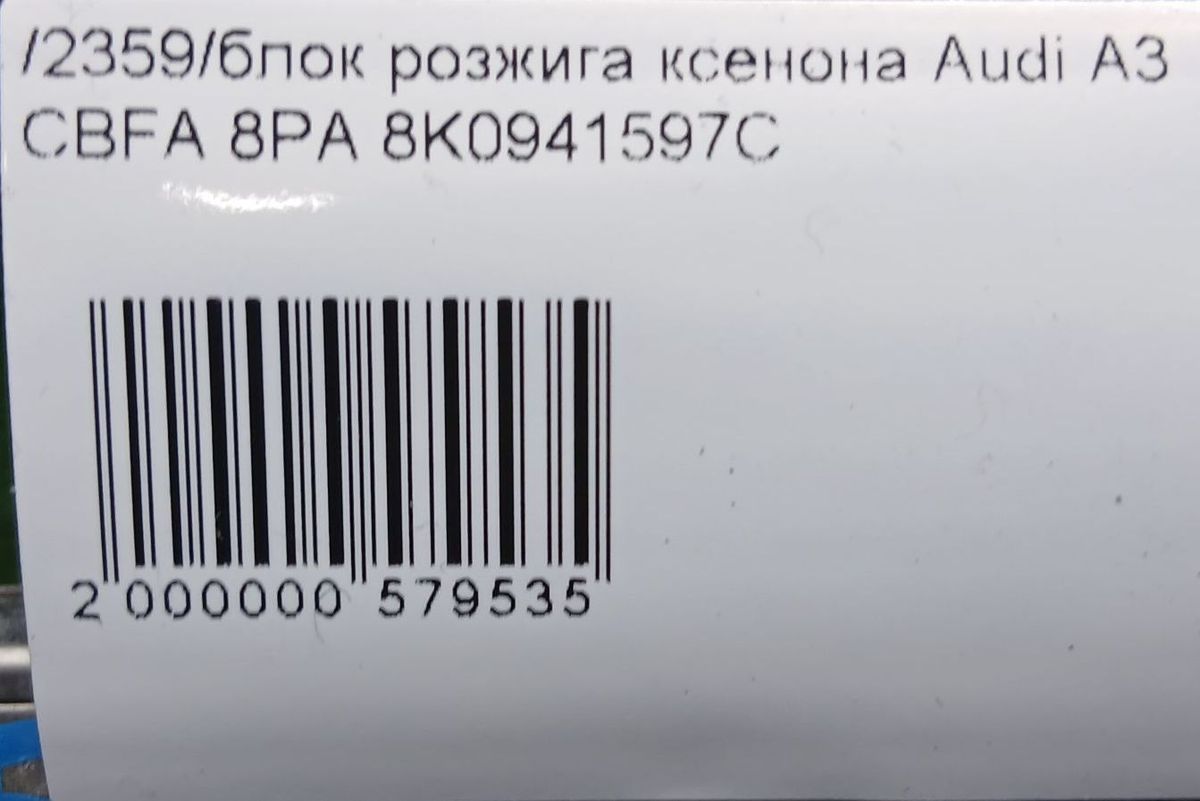 /2359/блок розжига ксенона Audi A3
CBFA 8PA 8K0941597C
2 000000 579535